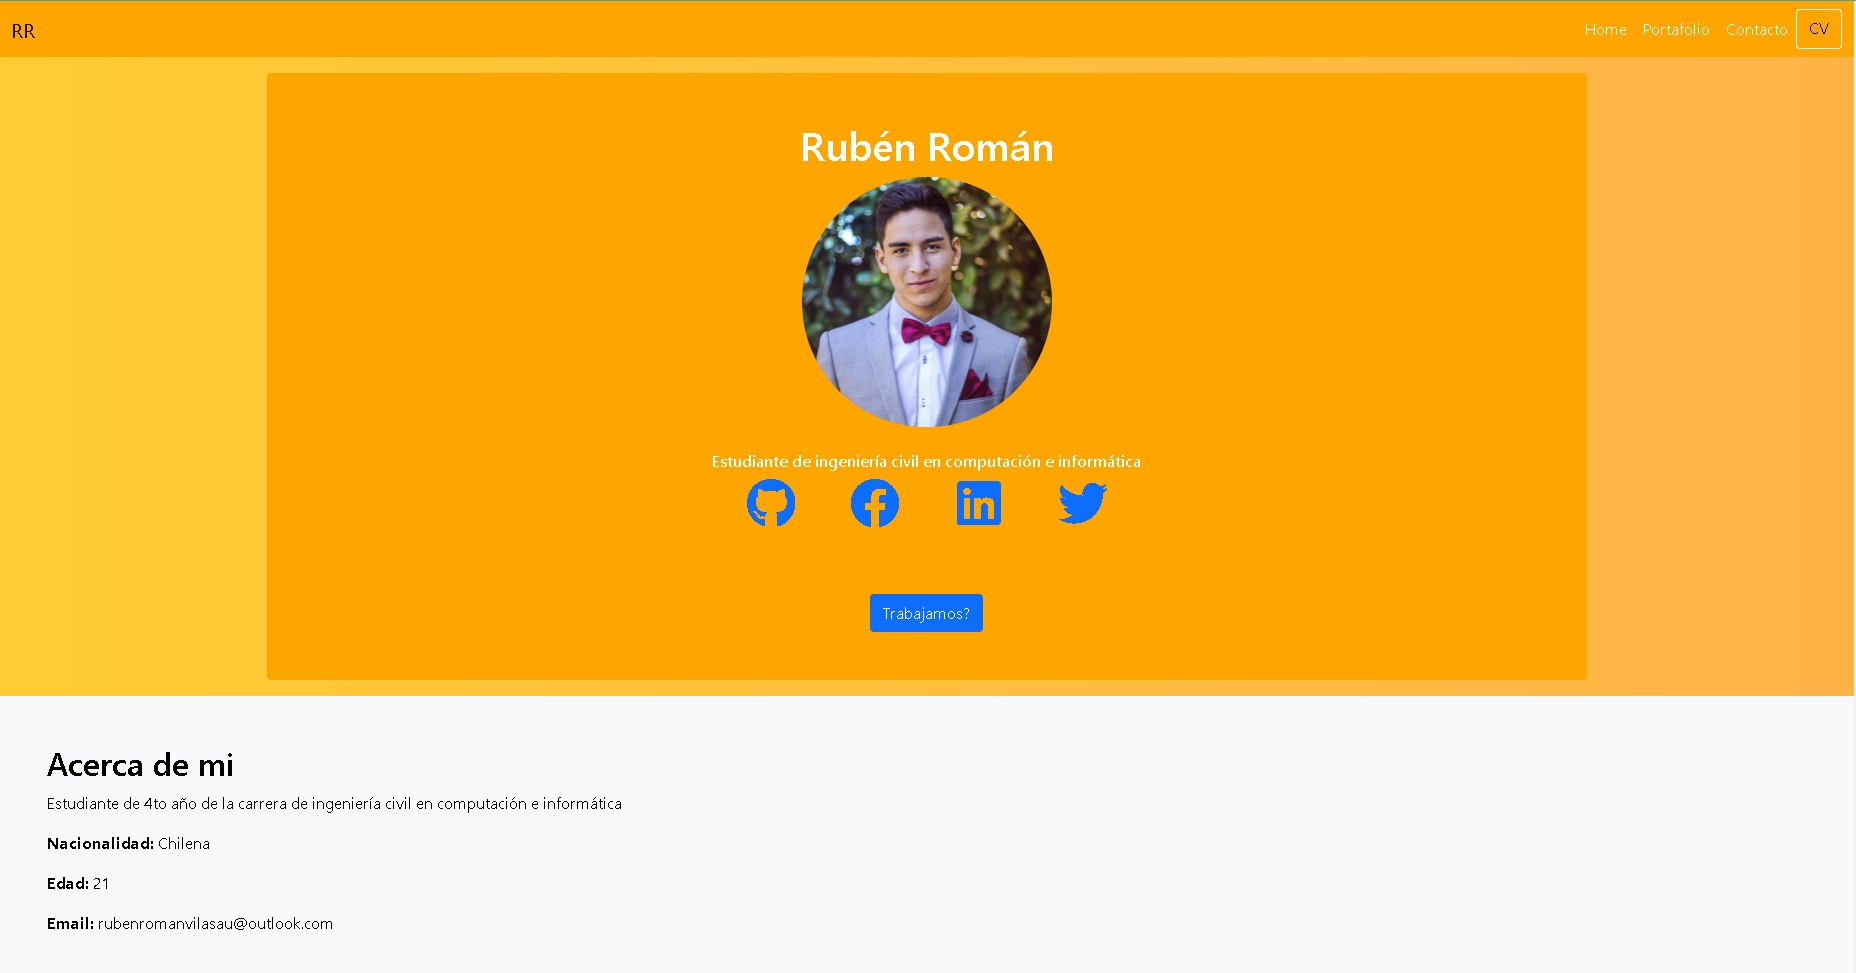 RR
Home Portafolio Contacto CV
Rubén Román
Estudiante de ingeniería civil en computación e informática
Trabajamos?
Acerca de mi
Estudiante de 4to año de la carrera de ingeniería civil en computación e informática
Nacionalidad: Chilena
Edad: 21
Email: rubenromanvilasau@outlook.com